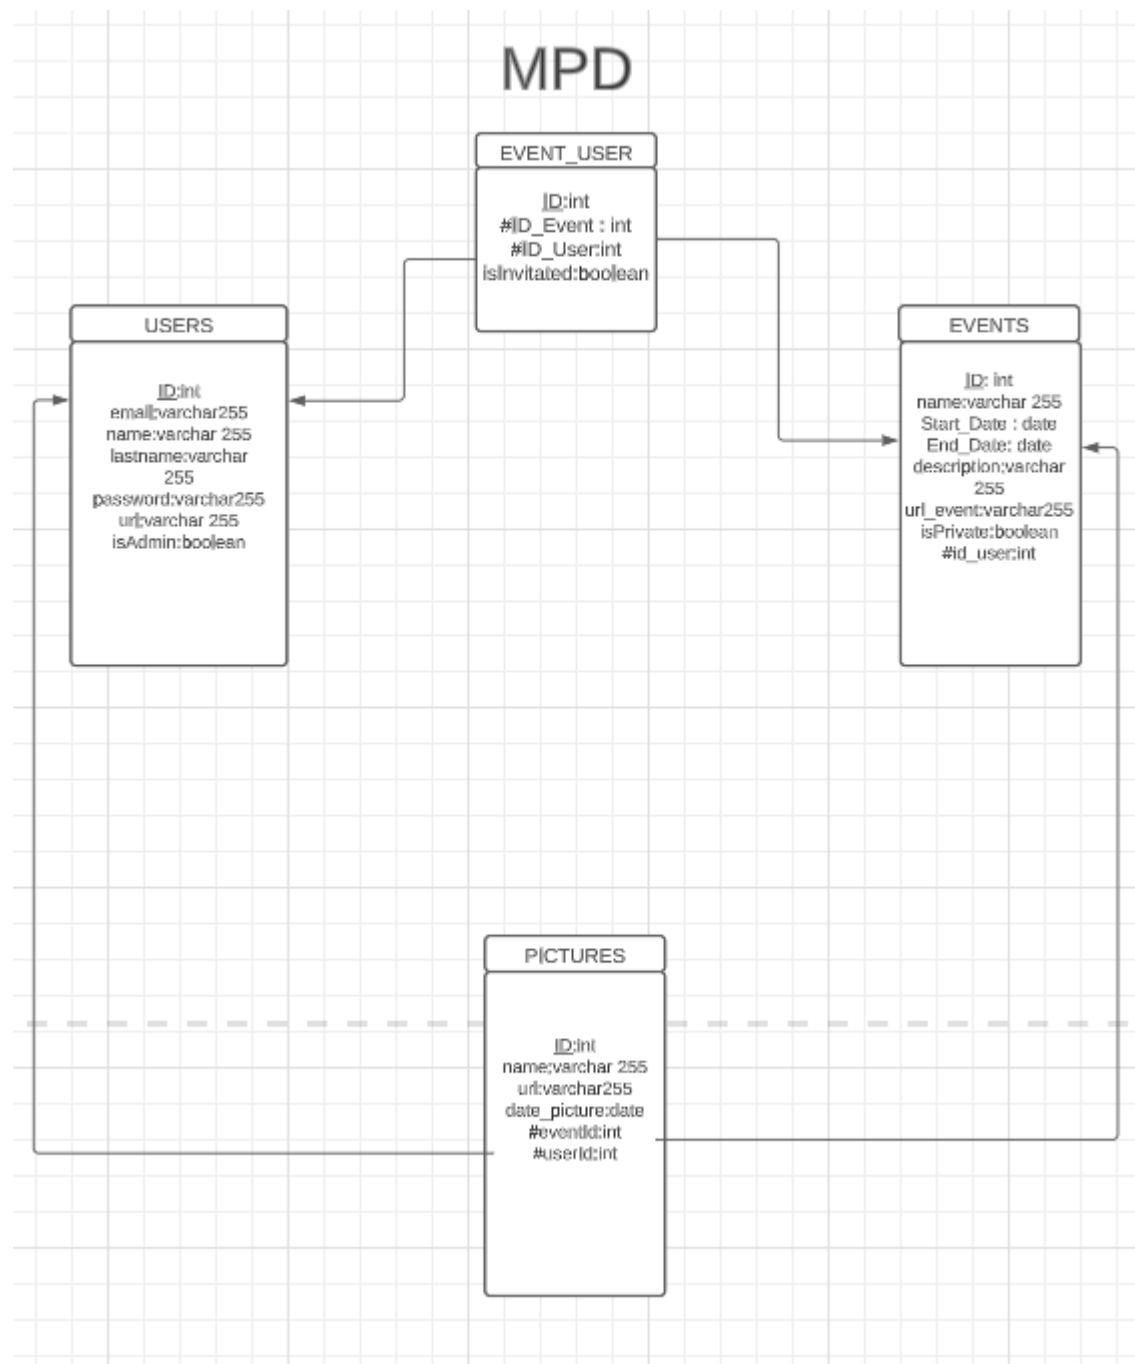 MPD
EVENT_USER
ID:int
#ID_Event : int
#ID_User:int
isInvitated:boolean
USERS
ID:int
email:varchar255
name:varchar 255
lastname:varchar
255
password:varchar255
url:varchar 255
isAdmin:boolean
EVENTS
ID: int
name:varchar 255
Start_Date : date
End_Date: date
description:varchar
255
url_event:varchar255
isPrivate:boolean
#id_user:int
PICTURES
ID:int
name:varchar 255
url:varchar255
date_picture:date
#eventId:int
#userId:int